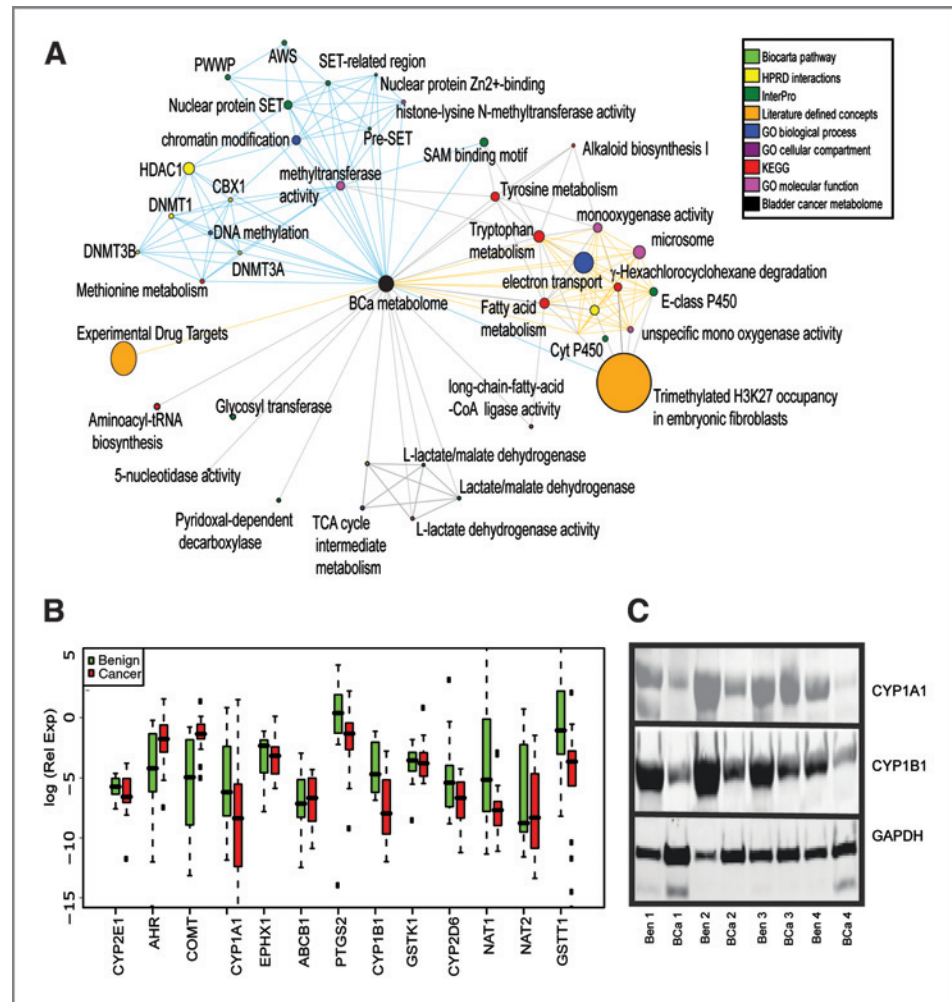 A
AWS
PWWP
SET-related region
Nuclear protein Zn2+-binding
Nuclear protein SET
histone-lysine N-methyltransferase activity
chromatin modification
Pre-SET
SAM binding motif
Alkaloid biosynthesis I
HDAC1
methyltransferase
activity
CBX1
Tyrosine metabolism
DNMT1
monooxygenase activity
DNA methylation
Tryptophan
metabolism
microsome
DNMT3B
DNMT3A
electron transport
γ-Hexachlorocyclohexane degradation
Methionine metabolism
BCa metabolome
Fatty acid
metabolism
E-class P450
Experimental Drug Targets
unspecific mono oxygenase activity
Cyt P450
Trimethylated H3K27 occupancy
in embryonic fibroblasts
long-chain-fatty-acid
-CoA ligase activity
Aminoacyl-tRNA
biosynthesis
Glycosyl transferase
5-nucleotidase activity
L-lactate/malate dehydrogenase
Lactate/malate dehydrogenase
Pyridoxal-dependent
decarboxylase
TCA cycle
intermediate
metabolism
L-lactate dehydrogenase activity
Biocarta pathway
HPRD interactions
InterPro
Literature defined concepts
GO biological process
GO cellular compartment
KEGG
GO molecular function
Bladder cancer metabolome
B
Benign
Cancer
log (Rel Exp)
5
0
−5
−10
−15
CYP2E1
AHR
COMT
CYP1A1
EPHX1
ABCB1
PTGS2
CYP1B1
GSTK1
CYP2D6
NAT1
NAT2
GSTT1
C
CYP1A1
CYP1B1
GAPDH
Ben 1
BCa 1
Ben 2
BCa 2
Ben 3
BCa 3
Ben 4
BCa 4